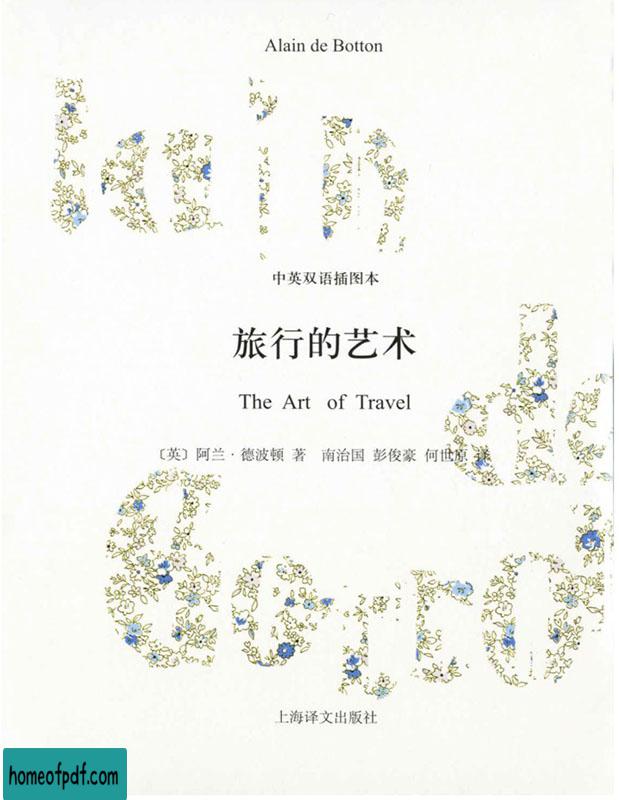 Alain de Botton
中英双语插图本
旅行的艺术
The Art of Travel
〔英〕阿兰·德波顿 著 南治国 彭俊豪 何世原 译
上海译文出版社
homeofpdf.com